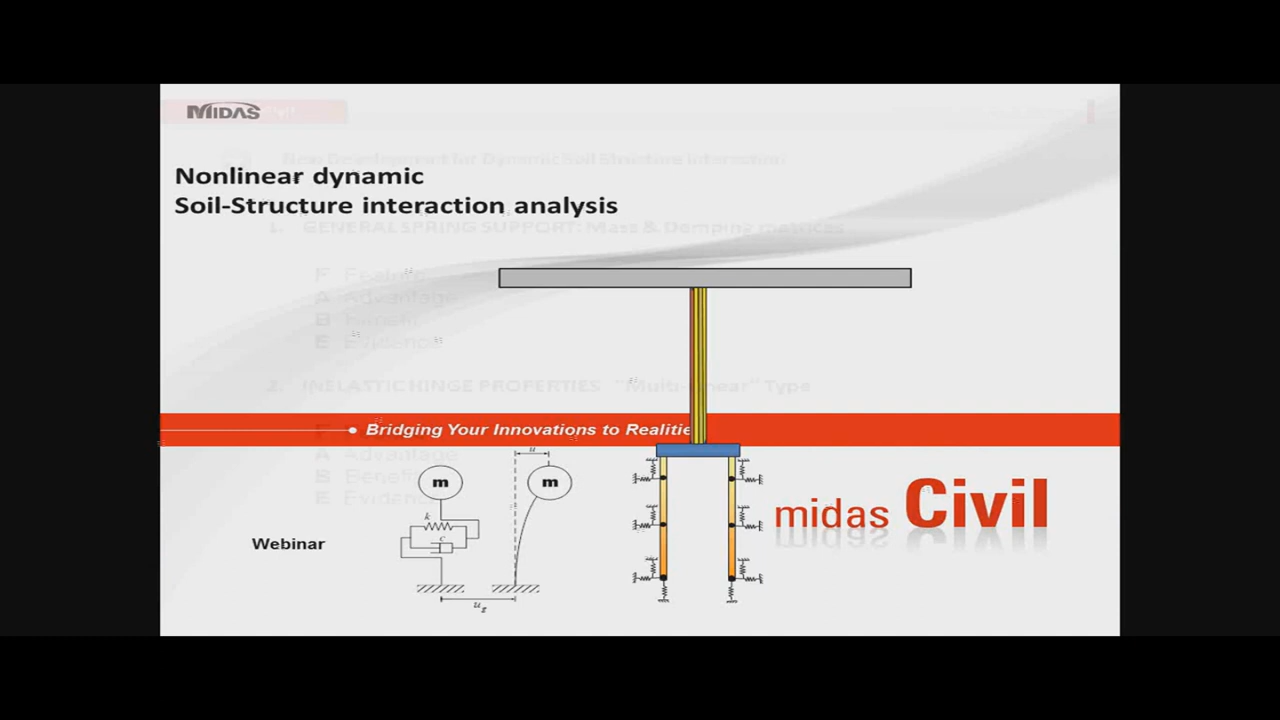 MIDAS
New Development for Dynamic Soil Structure Interaction
Nonlinear dynamic
Soil-Structure interaction analysis
1. GENERAL SPRING SUPPORT: Mass & Damping matrices
F Feature
A Advantage
B Benefit
E Evidence
2. INELASTIC HINGE PROPERTIES "Multi-linear" Type
Bridging Your Innovations to Realitie
A Advantage
B Benefit
E Evidence
u
m
m
k
c
midas Civil
Webinar
ug